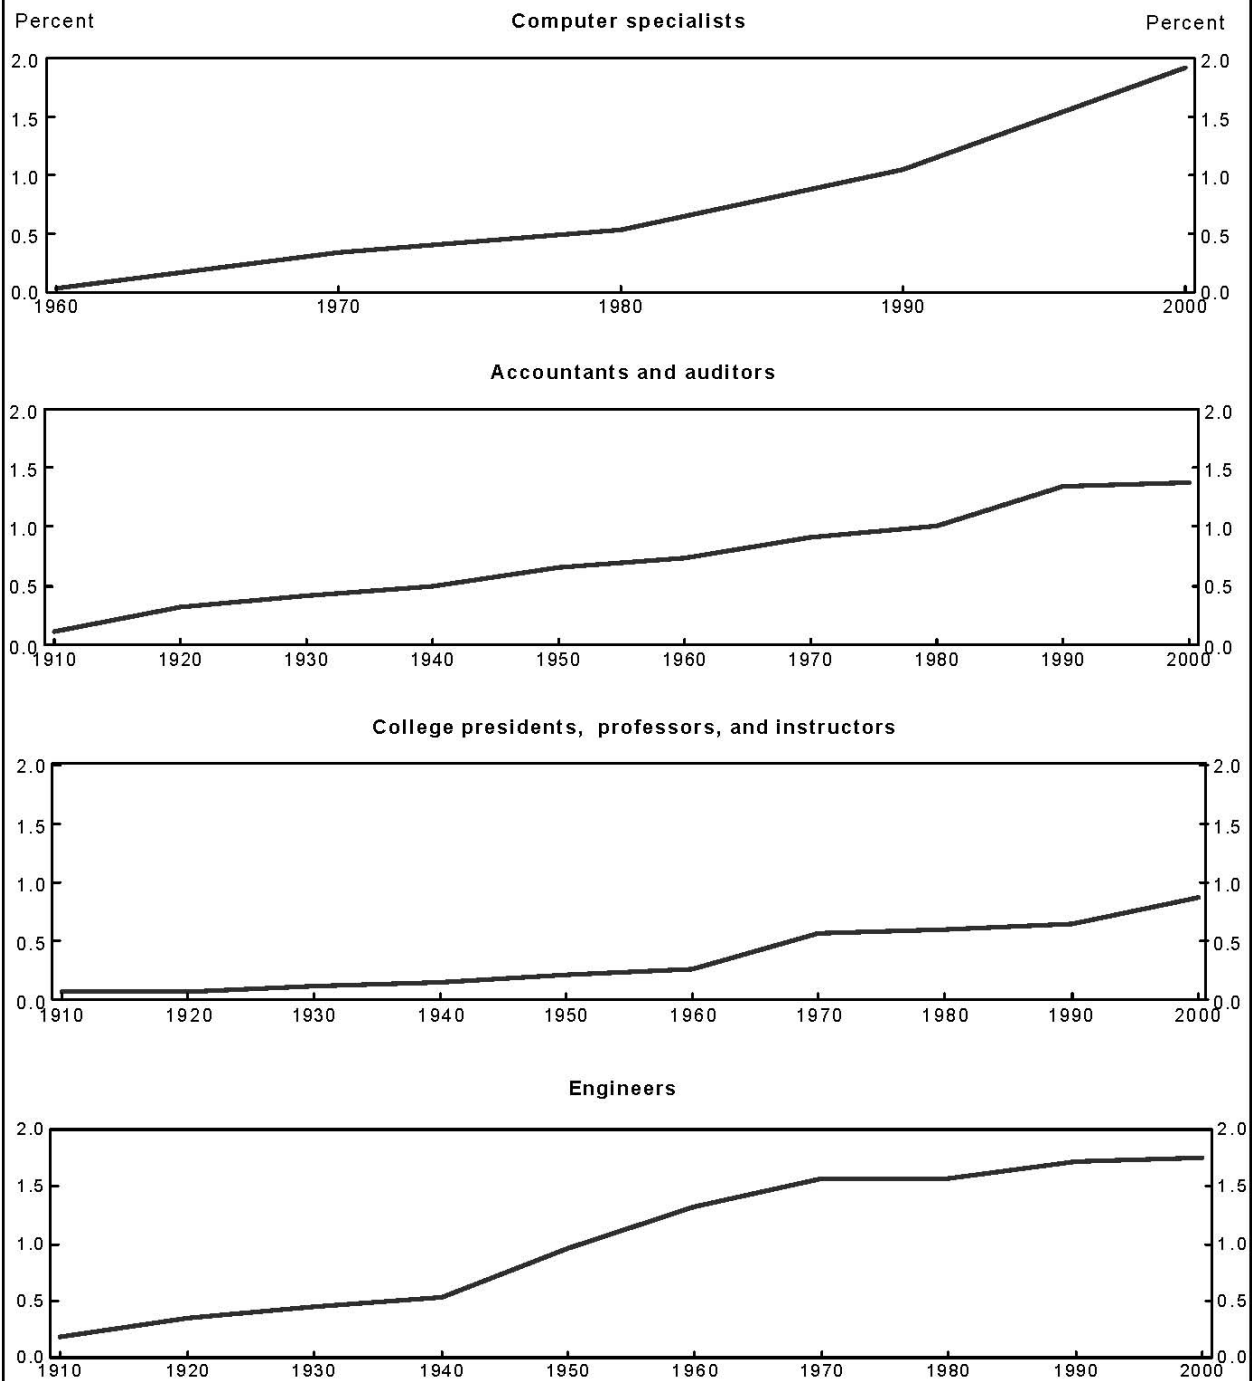 Percent Computer specialists Percent
2.0 2.0
1.5 1.5
1.0 1.0
0.5 0.5
0.0 0.0
1960 1970 1980 1990 2000
Accountants and auditors
2.0 2.0
1.5 1.5
1.0 1.0
0.5 0.5
0.0 0.0
1910 1920 1930 1940 1950 1960 1970 1980 1990 2000
College presidents, professors, and instructors
2.0 2.0
1.5 1.5
1.0 1.0
0.5 0.5
0.0 0.0
1910 1920 1930 1940 1950 1960 1970 1980 1990 2000
Engineers
2.0 2.0
1.5 1.5
1.0 1.0
0.5 0.5
0.0 0.0
1910 1920 1930 1940 1950 1960 1970 1980 1990 2000